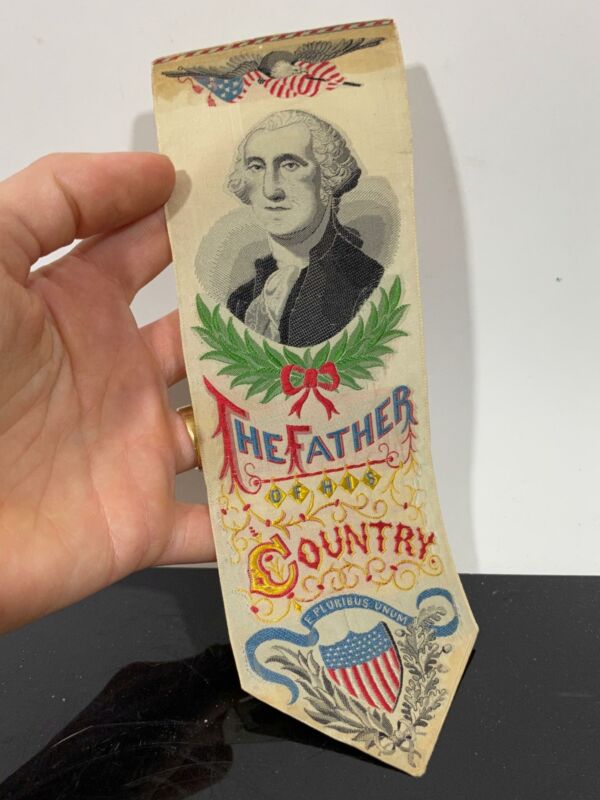 THE FATHER
OF HIS
COUNTRY
E PLURIBUS UNUM